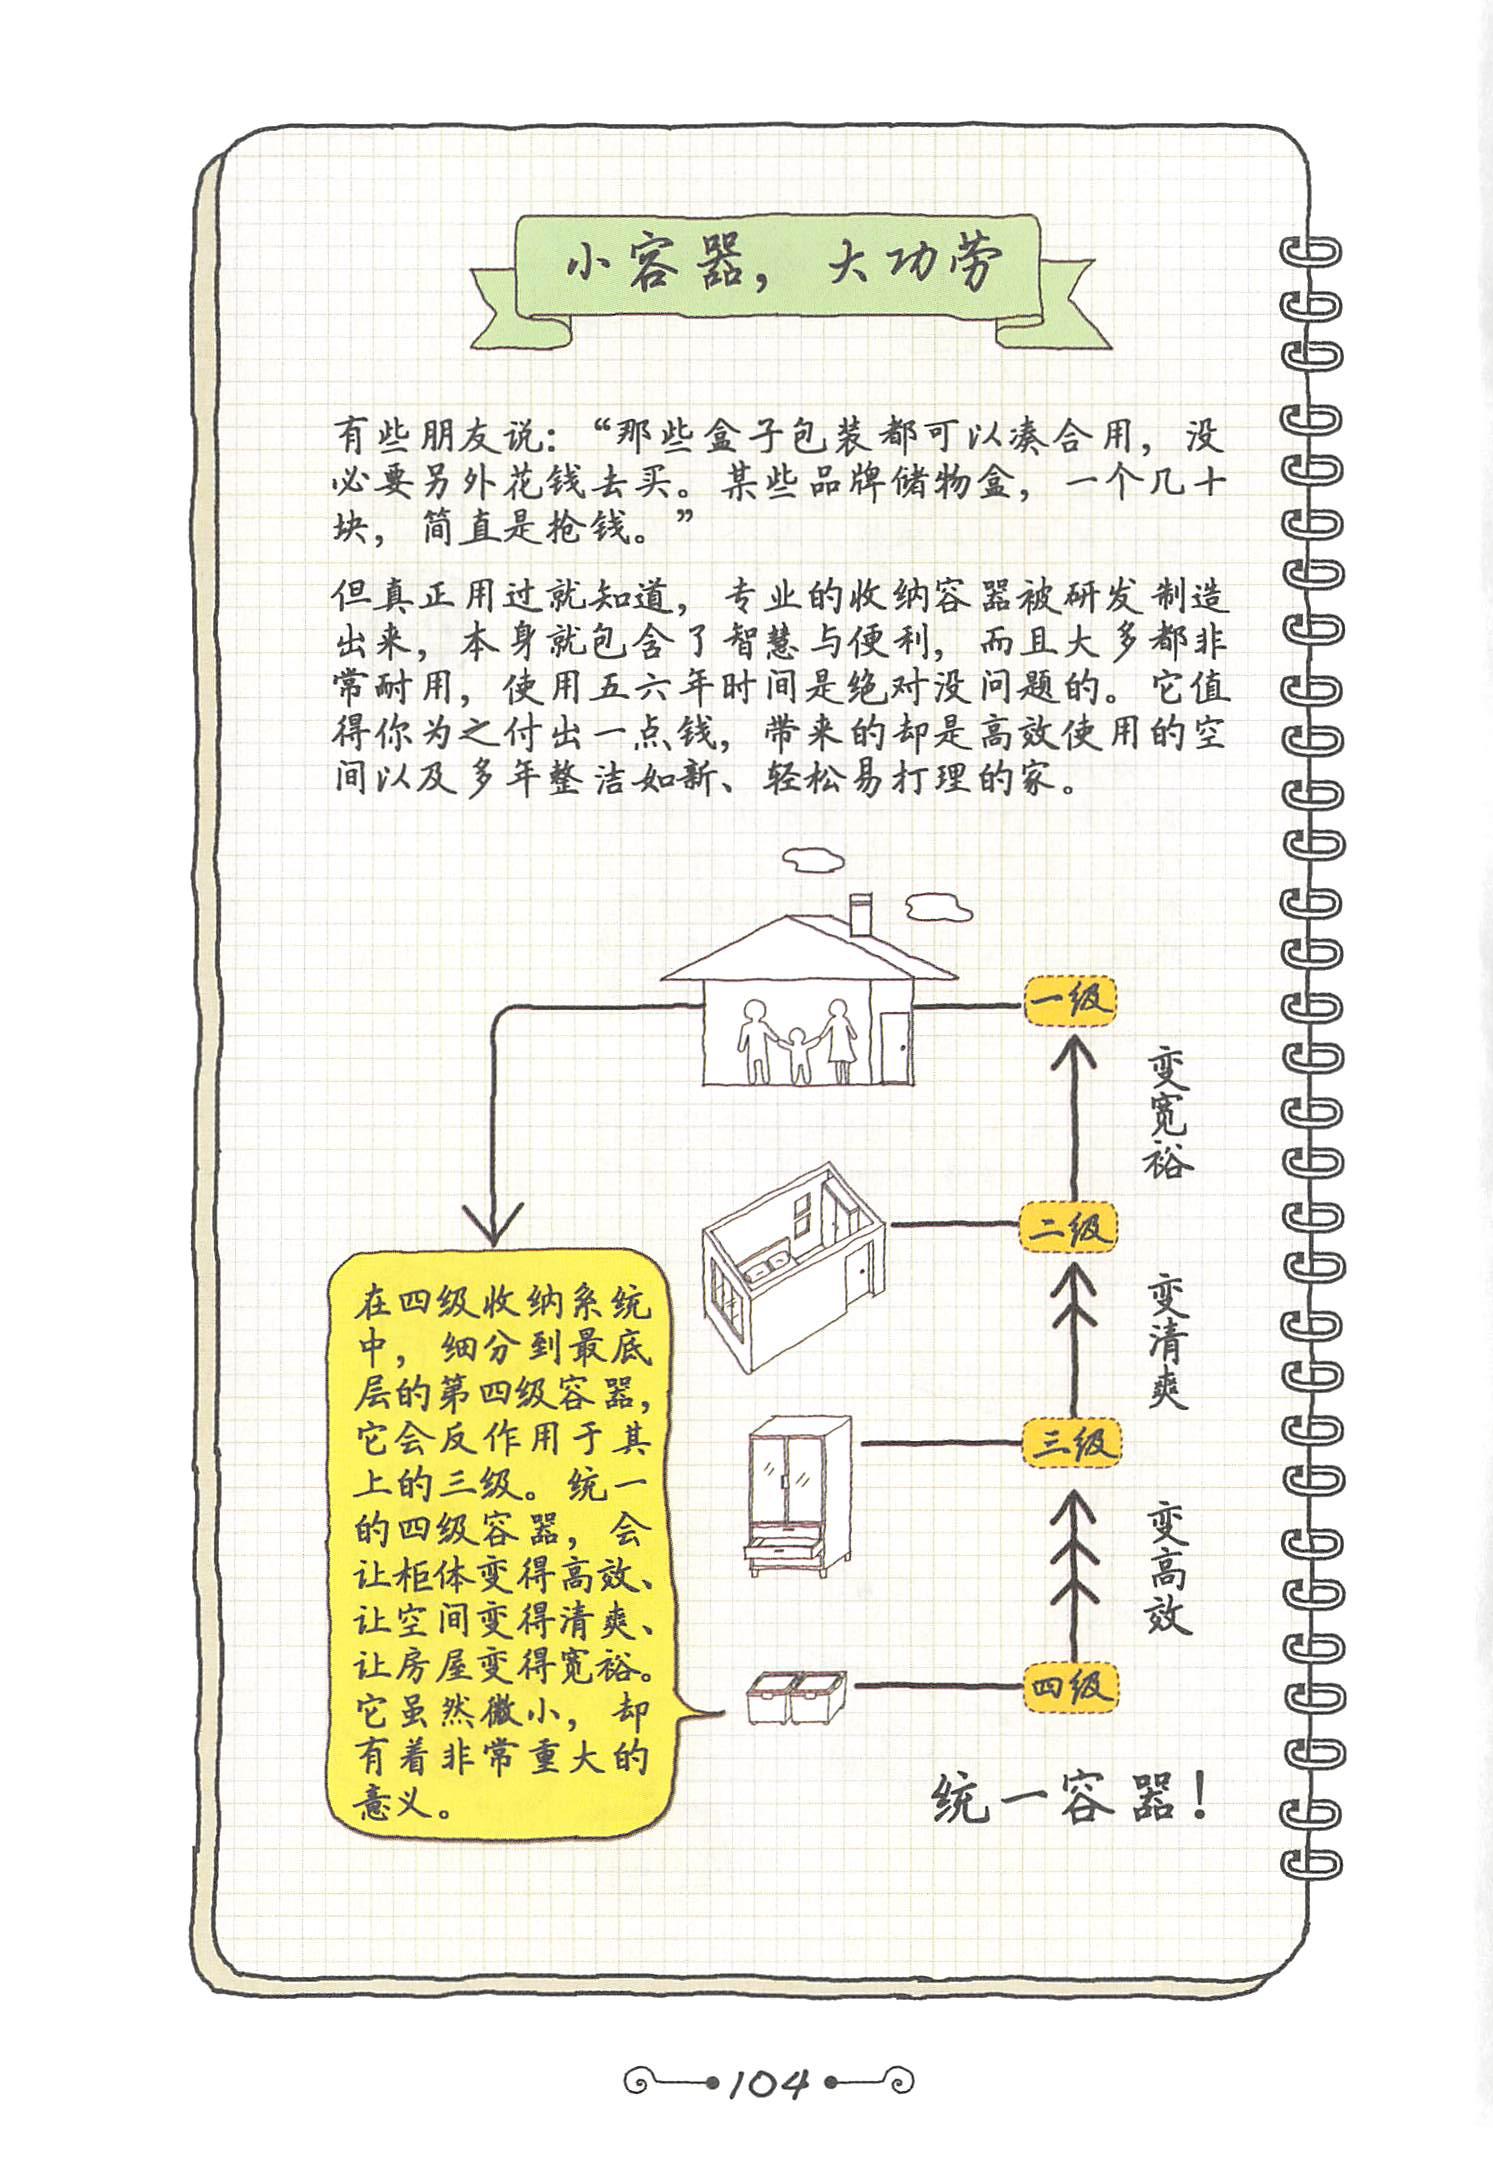 小容器，大功劳
有些朋友说：“那些盒子包装都可以凑合用，没
必要另外花钱去买。某些品牌储物盒，一个几十
块，简直是抢钱。”
但真正用过就知道，专业的收纳容器被研发制造
出来，本身就包含了智慧与便利，而且大多都非
常耐用，使用五六年时间是绝对没问题的。它值
得你为之付出一点钱，带来的却是高效使用的空
间以及多年整洁如新、轻松易打理的家。
一级
变宽裕
二级
变清爽
三级
变高效
四级
统一容器！
在四级收纳系统
中，细分到最底
层的第四级容器，
它会反作用于其
上的三级。统一
的四级容器，会
让柜体变得高效、
让空间变得清爽、
让房屋变得宽裕。
它虽然微小，却
有着非常重大的
意义。
104